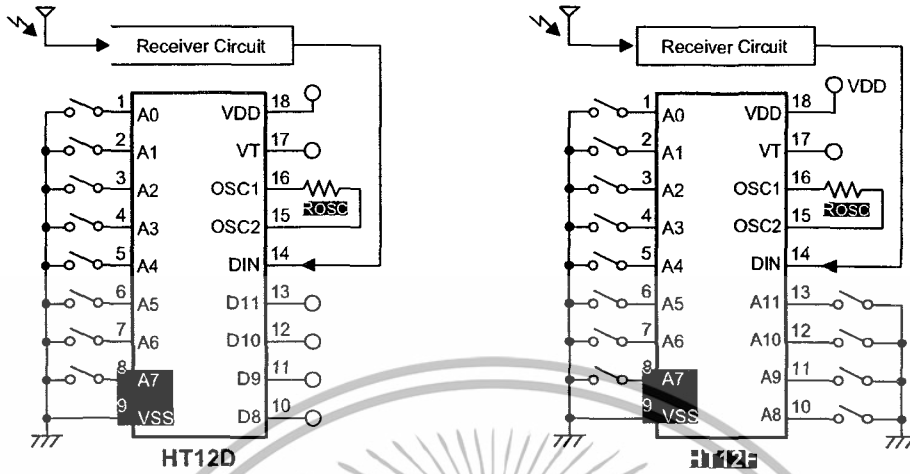 Receiver Circuit
1 A0 VDD 18
2 A1 VT 17
3 A2 OSC1 16
ROSC
4 A3 OSC2 15
5 A4 DIN 14
6 A5 D11 13
7 A6 D10 12
8 A7 D9 11
9 VSS D8 10
HT12D
Receiver Circuit
VDD
1 A0 VDD 18
2 A1 VT 17
3 A2 OSC1 16
ROSC
4 A3 OSC2 15
5 A4 DIN 14
6 A5 A11 13
7 A6 A10 12
8 A7 A9 11
9 VSS A8 10
HT12F